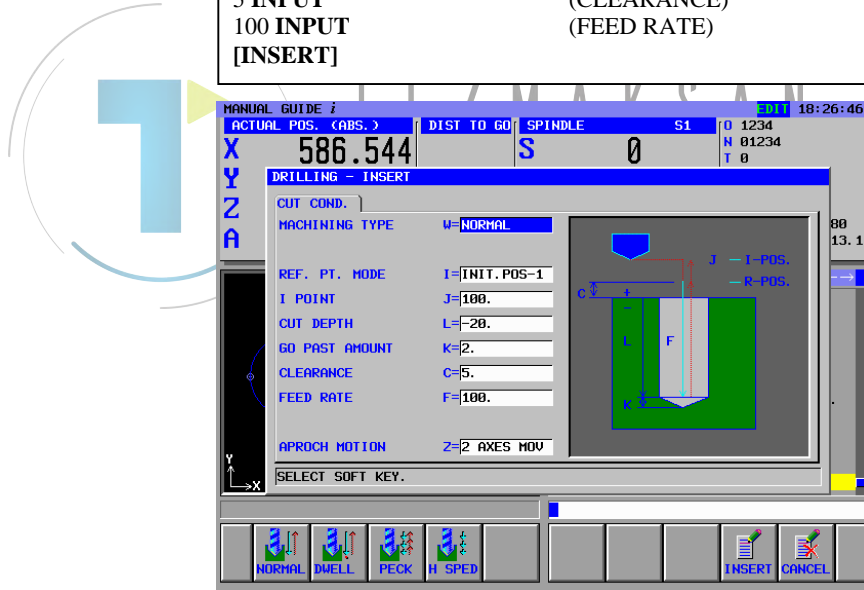 5 INPUT (CLEARANCE)
100 INPUT (FEED RATE)
[INSERT]
MANUAL GUIDE i EDIT 18:26:46
ACTUAL POS. (ABS.) DIST TO GO SPINDLE S1 O 1234
X 586.544 S 0 N 01234
T 0
Y
Z
A
DRILLING - INSERT
CUT COND.
MACHINING TYPE W=NORMAL
80
13.1
REF. PT. MODE I=INIT.POS-1
I POINT J=100.
CUT DEPTH L=-20.
GO PAST AMOUNT K=2.
CLEARANCE C=5.
FEED RATE F=100.
APROCH MOTION Z=2 AXES MOV
J - I-POS.
- R-POS.
C + -
L F
K
SELECT SOFT KEY.
Y
X
NORMAL DWELL PECK H SPED INSERT CANCEL